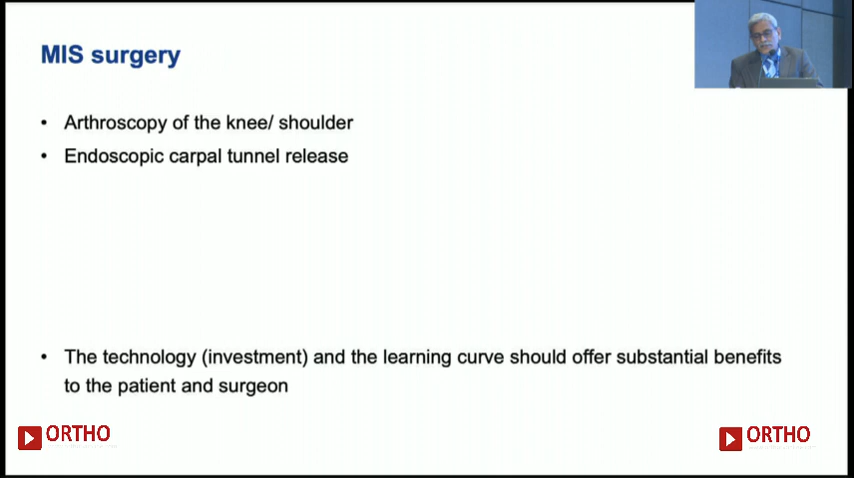 MIS surgery
• Arthroscopy of the knee/ shoulder
• Endoscopic carpal tunnel release
• The technology (investment) and the learning curve should offer substantial benefits
to the patient and surgeon
ORTHO
ORTHO